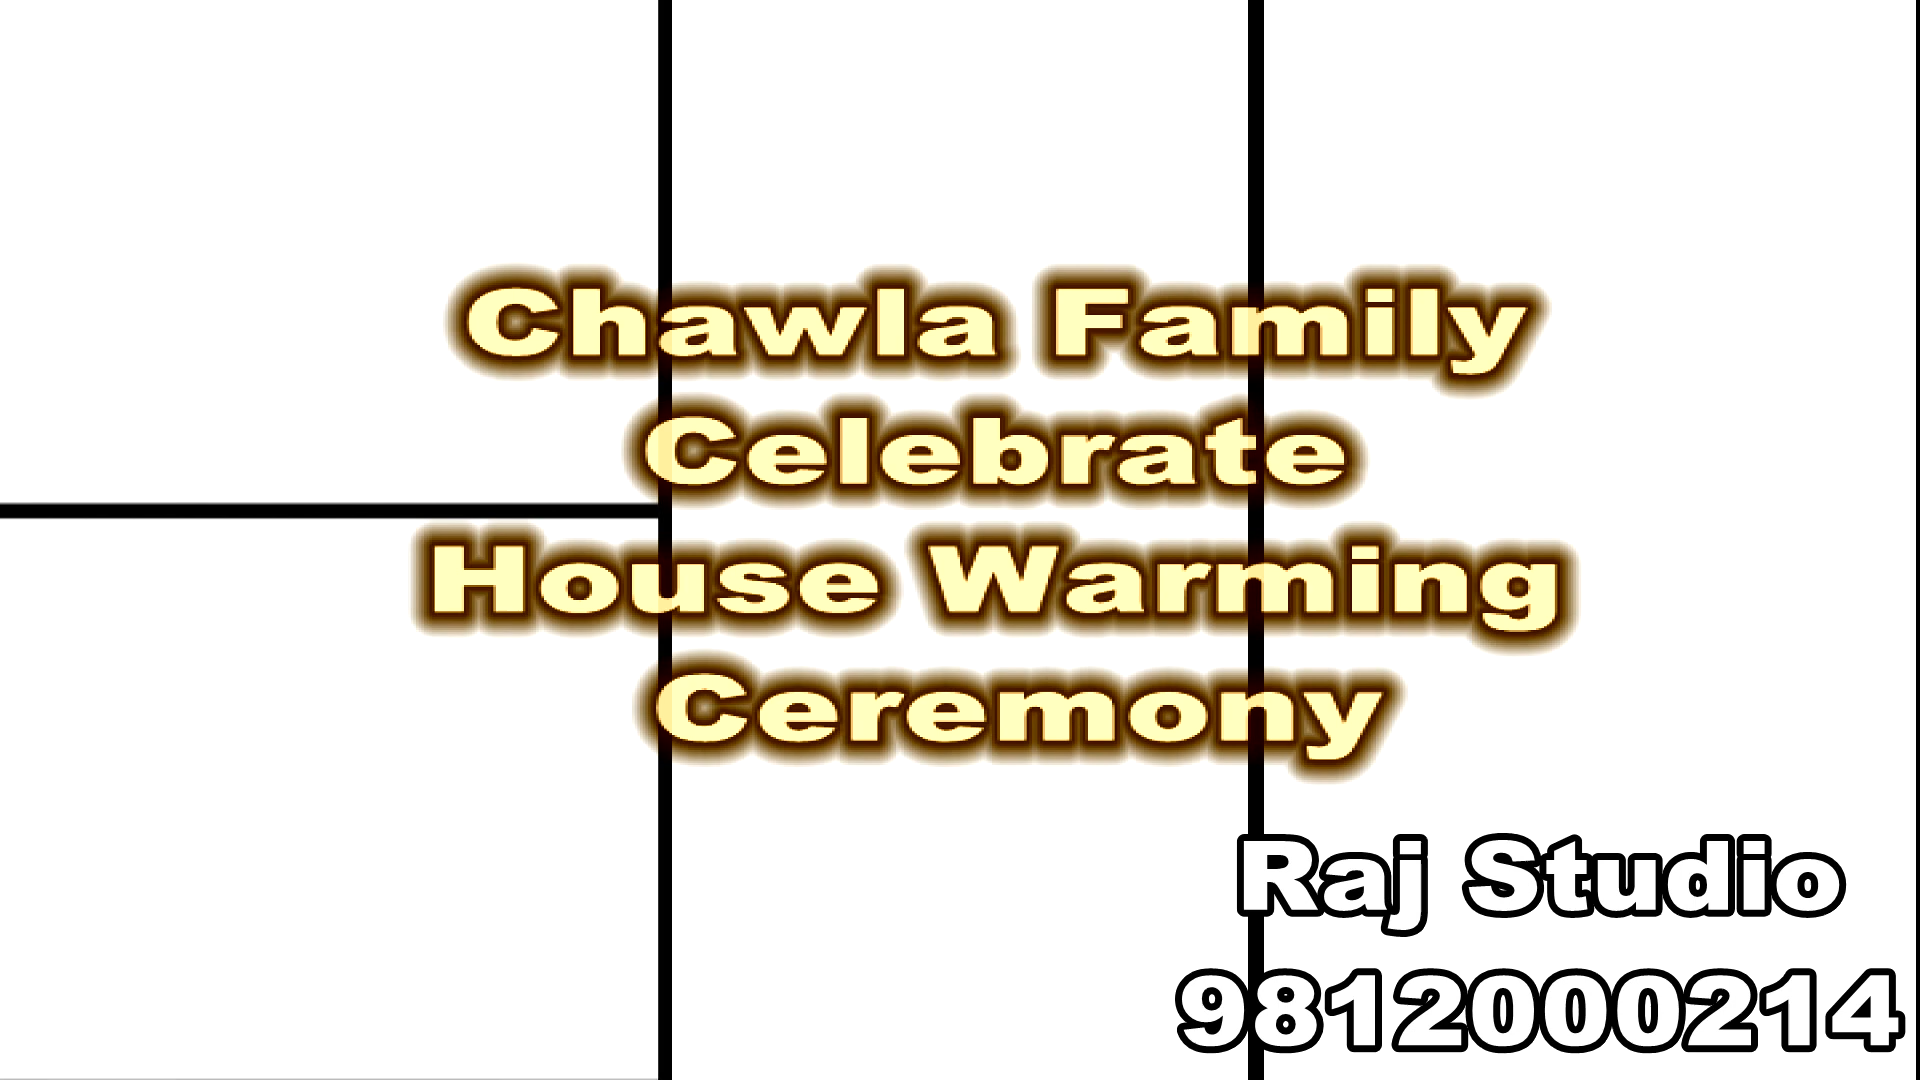 Chawla Family
Celebrate
House Warming
Ceremony
Raj Studio
9812000214